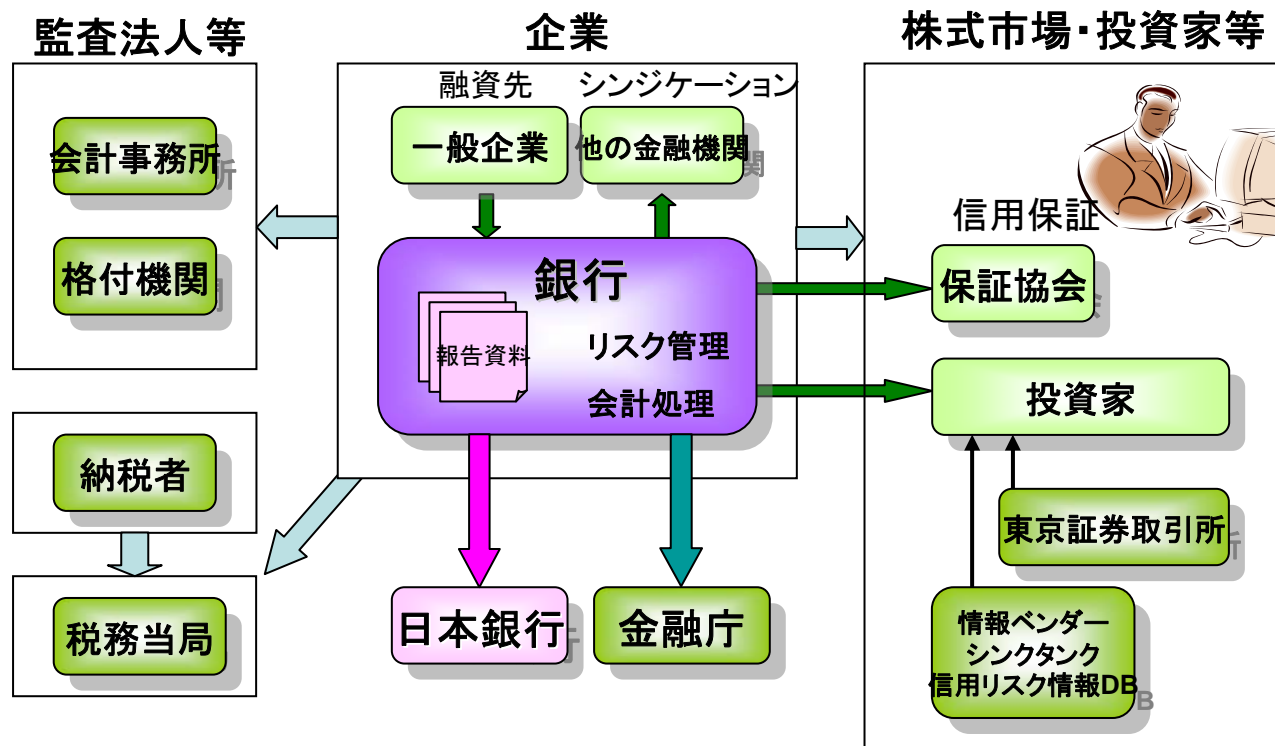 監査法人等
企業
株式市場・投資家等
融資先
シンジケーション
会計事務所
一般企業
他の金融機関
信用保証
格付機関
銀行
保証協会
報告資料
リスク管理
会計処理
投資家
納税者
東京証券取引所
税務当局
日本銀行
金融庁
情報ベンダー
シンクタンク
信用リスク情報DB